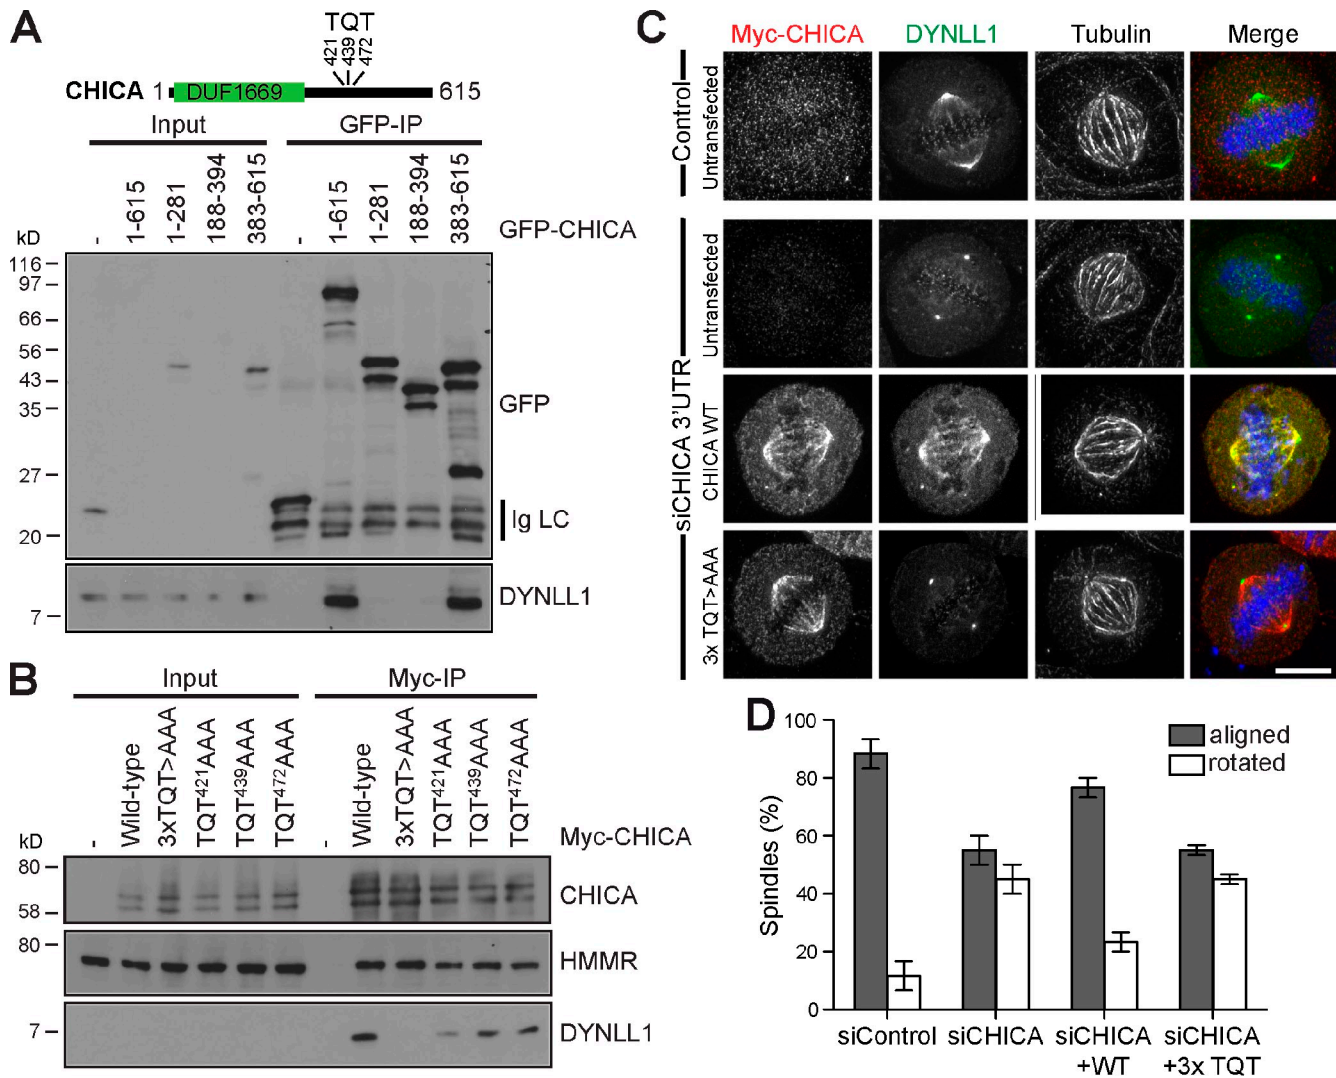 A
TQT
421 439 472
CHICA 1 DUF1669 615
Input GFP-IP
- 1-615 1-281 188-394 383-615 - 1-615 1-281 188-394 383-615 GFP-CHICA
kD
116
97
66
56
43
35
27
20
GFP
Ig LC
7
DYNLL1
B
Input Myc-IP
- Wild-type 3xTQT>AAA TQT421AAA TQT439AAA TQT472AAA - Wild-type 3xTQT>AAA TQT421AAA TQT439AAA TQT472AAA Myc-CHICA
kD
80
58
CHICA
80
HMMR
7
DYNLL1
C
Myc-CHICA DYNLL1 Tubulin Merge
Control
Untransfected
siCHICA 3'UTR
Untransfected
CHICA WT
3x TQT>AAA
D
100
80
60
40
20
0
Spindles (%)
aligned
rotated
siControl siCHICA siCHICA siCHICA
+WT +3x TQT